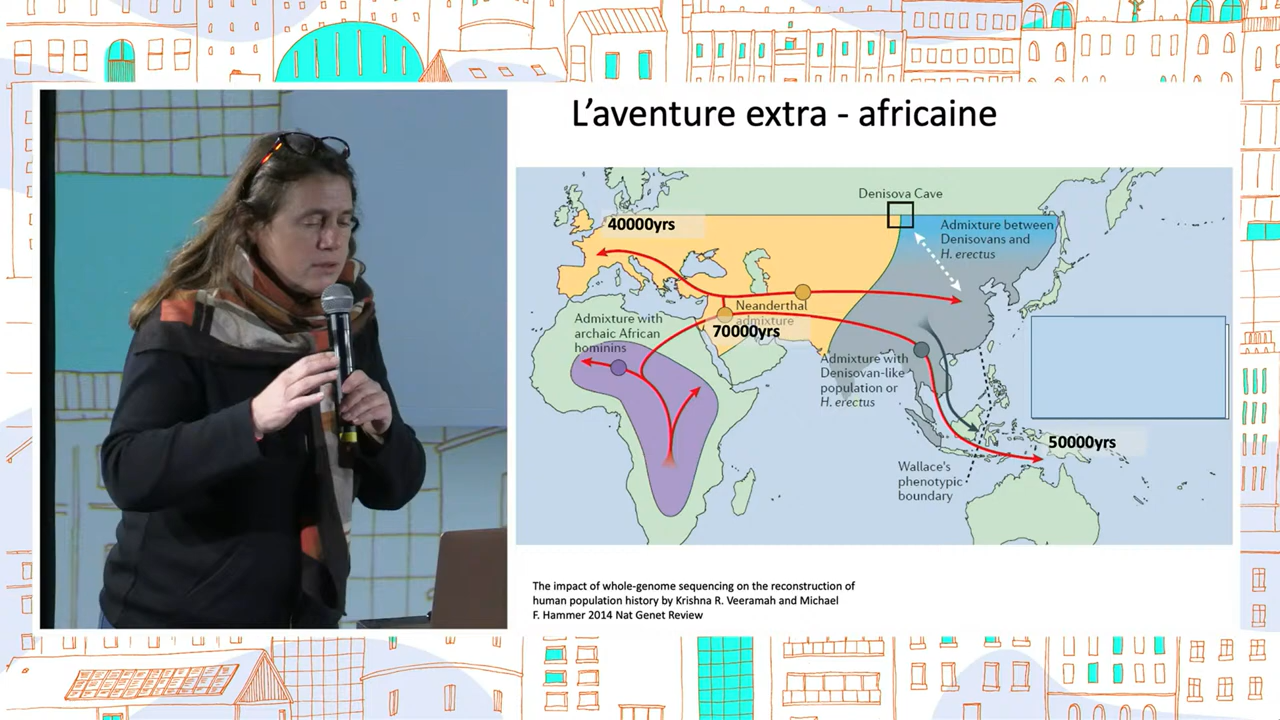 L'aventure extra - africaine
Denisova Cave
40000yrs
Admixture between
Denisovans and
H. erectus
Neanderthal
admixture
70000yrs
Admixture with
archaic African
hominins
Admixture with
Denisovan-like
population or
H. erectus
50000yrs
Wallace's
phenotypic
boundary
The impact of whole-genome sequencing on the reconstruction of
human population history by Krishna R. Veeramah and Michael
F. Hammer 2014 Nat Genet Review